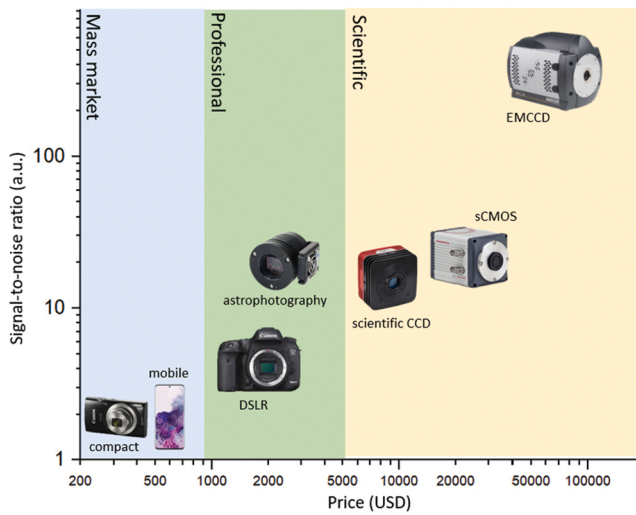 Mass market
Professional
Scientific
EMCCD
sCMOS
astrophotography
scientific CCD
Canon
DSLR
mobile
compact
Signal-to-noise ratio (a.u.)
100
10
1
200
500
1000
2000
5000
10000
20000
50000
100000
Price (USD)